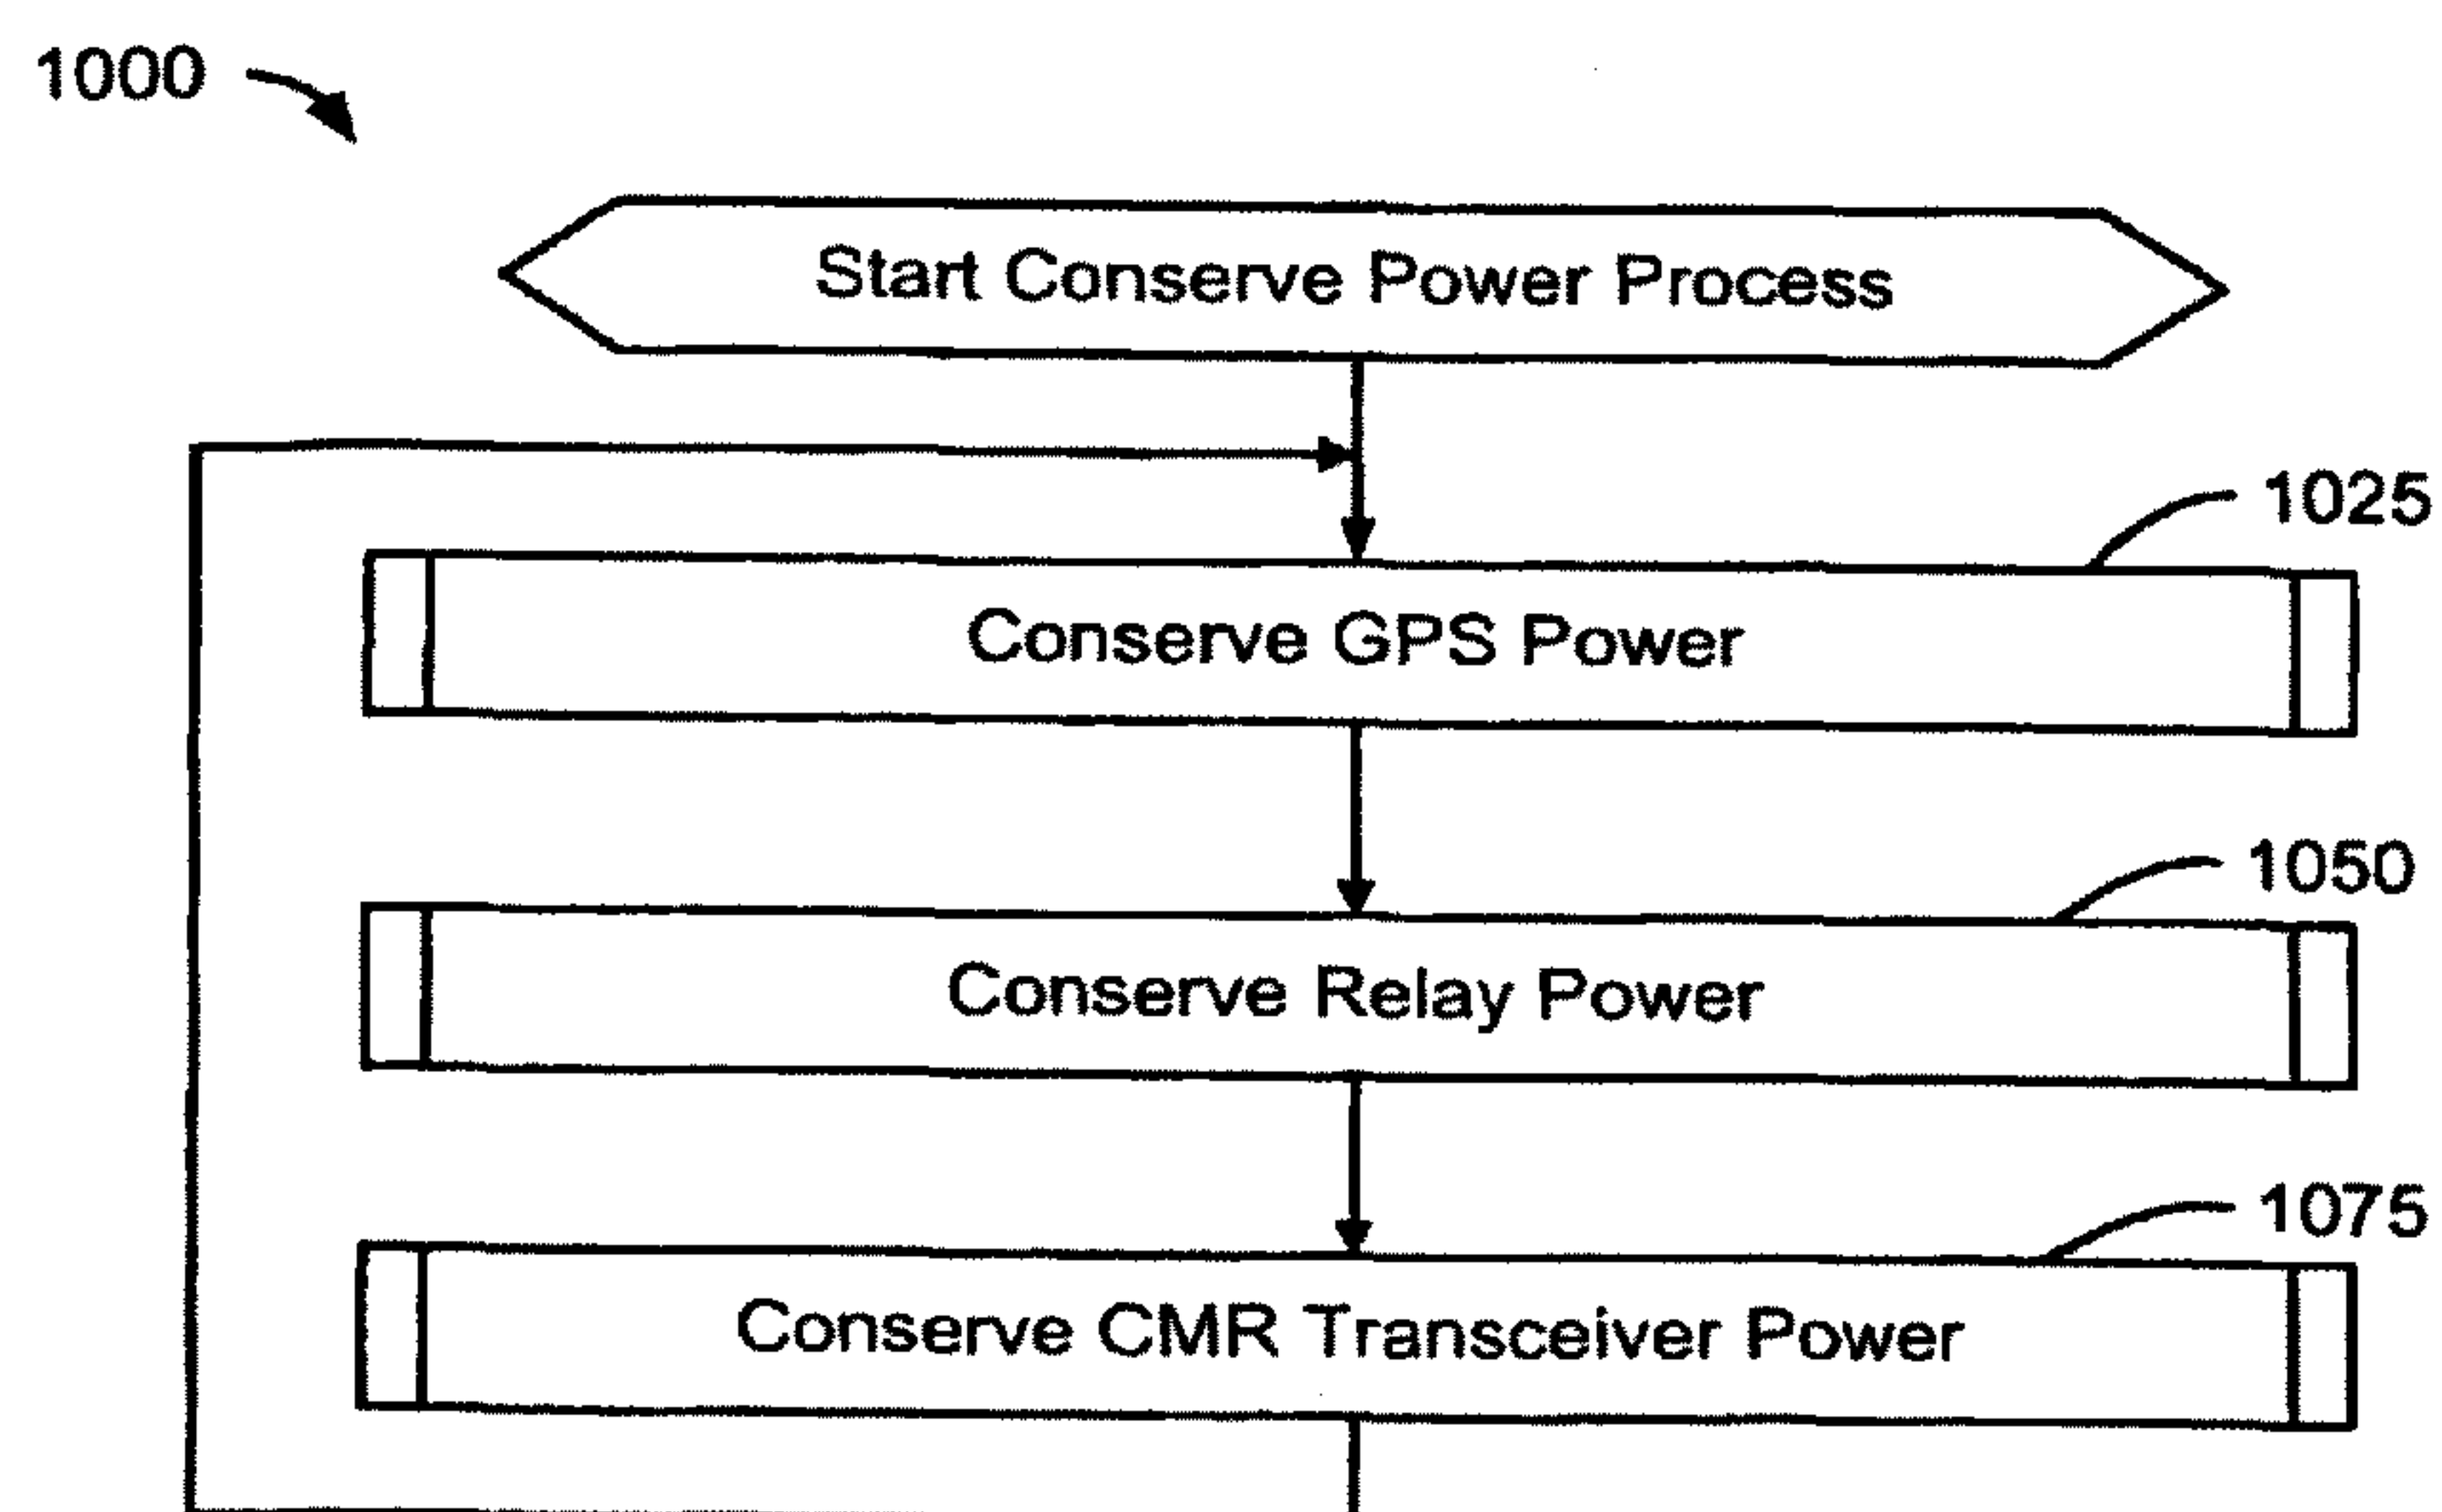 1000
Start Conserve Power Process
1025
Conserve GPS Power
1050
Conserve Relay Power
1075
Conserve CMR Transceiver Power